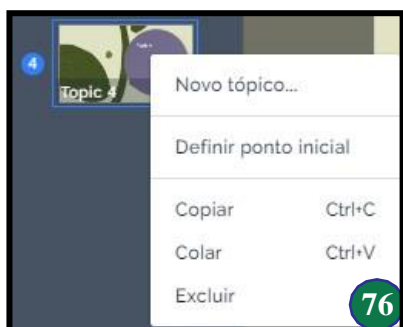 4
Topic 4
Novo tópico...
Definir ponto inicial
Copiar Ctrl+C
Colar Ctrl+V
Excluir
76